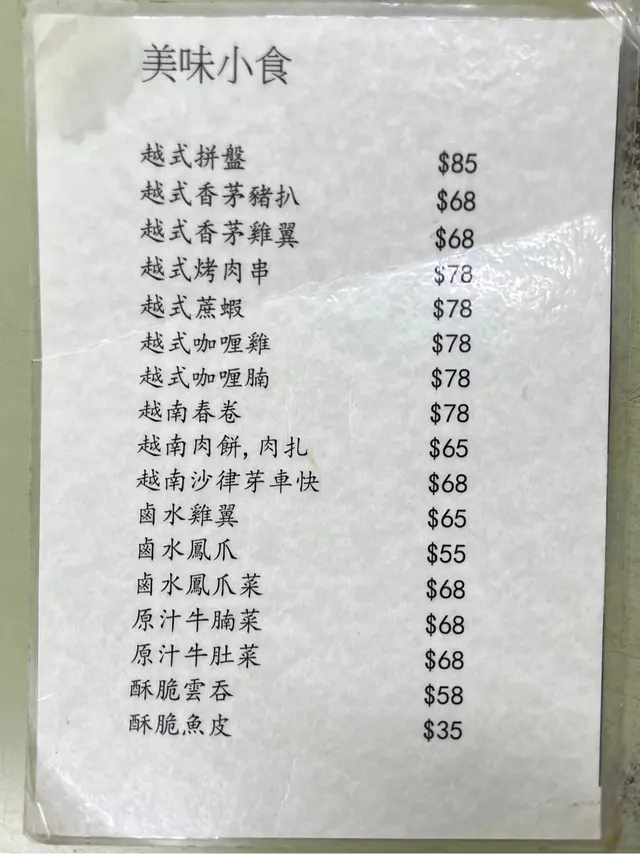 美味小食
越式拼盤 $85
越式香茅豬扒 $68
越式香茅雞翼 $68
越式烤肉串 $78
越式蔗蝦 $78
越式咖喱雞 $78
越式咖喱腩 $78
越南春卷 $78
越南肉餅,肉扎 $65
越南沙律芽車快 $68
鹵水雞翼 $65
鹵水鳳爪 $55
鹵水鳳爪菜 $68
原汁牛腩菜 $68
原汁牛肚菜 $68
酥脆雲吞 $58
酥脆魚皮 $35